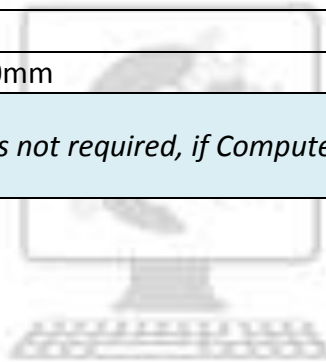 0mm
s not required, if Compute